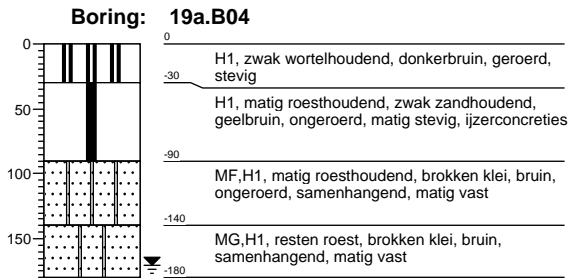 Boring: 19a.B04
0
0
H1, zwak wortelhoudend, donkerbruin, geroerd,
stevig
-30
H1, matig roesthoudend, zwak zandhoudend,
geelbruin, ongeroerd, matig stevig, ijzerconcreties
50
-90
MF,H1, matig roesthoudend, brokken klei, bruin,
ongeroerd, samenhangend, matig vast
100
-140
MG,H1, resten roest, brokken klei, bruin,
samenhangend, matig vast
150
-180